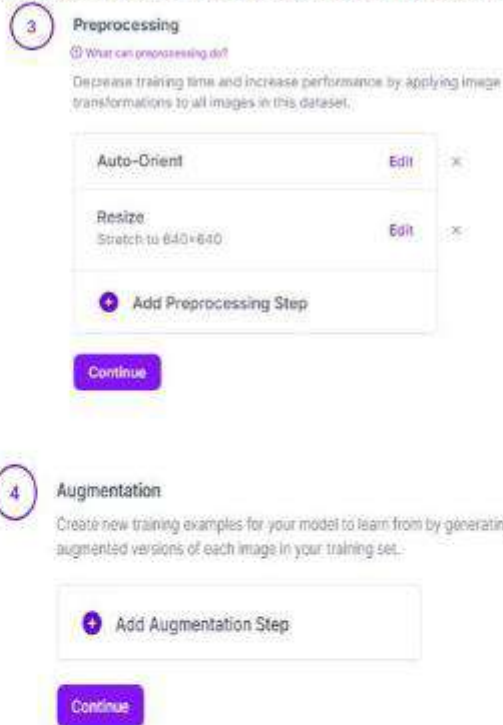 3
Preprocessing
What can preprocessing do?
Decrease training time and increase performance by applying image
transformations to all images in this dataset.
Auto-Orient Edit ×
Resize
Stretch to 640×640 Edit ×
+ Add Preprocessing Step
Continue
4
Augmentation
Create new training examples for your model to learn from by generatin
augmented versions of each image in your training set.
+ Add Augmentation Step
Continue